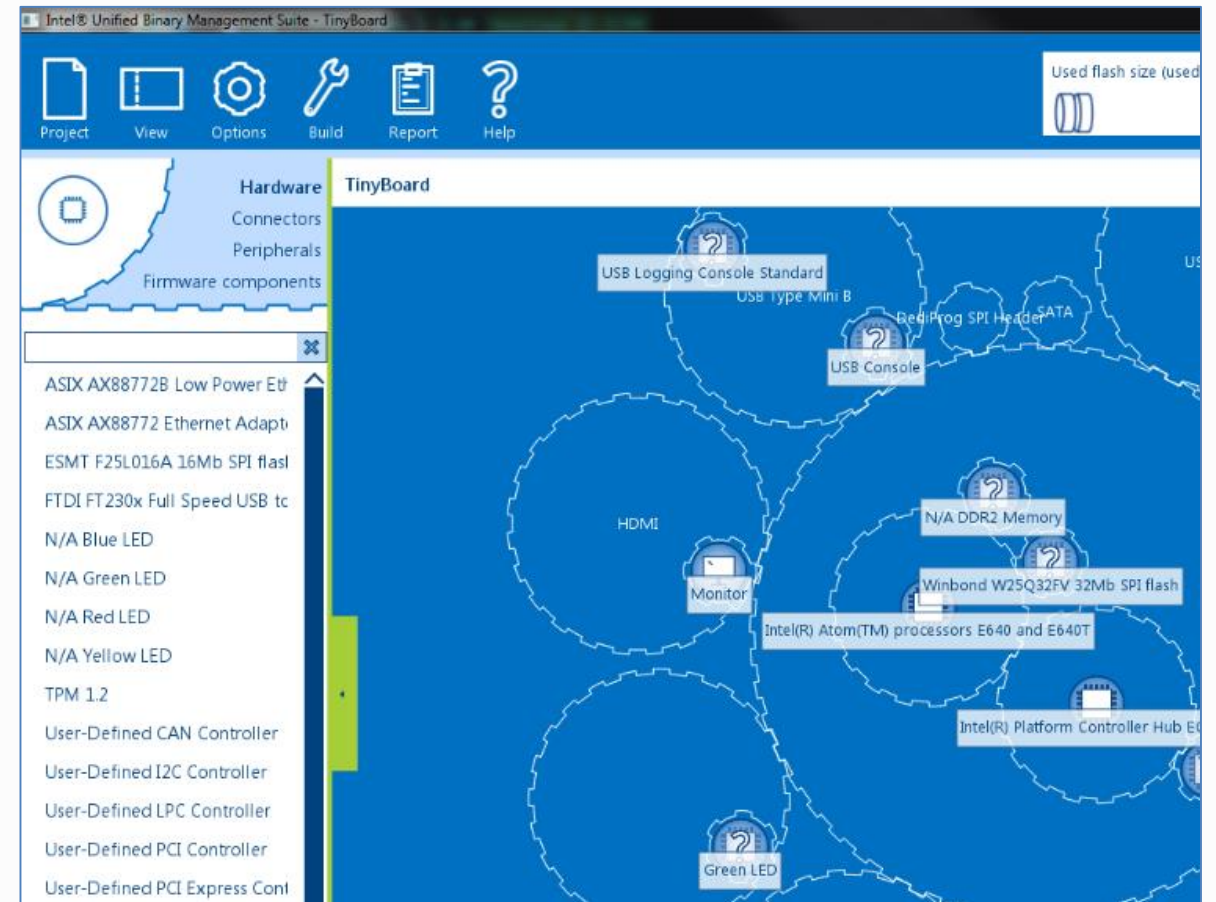 Intel® Unified Binary Management Suite - TinyBoard
Used flash size (used
Project
View
Options
Build
Report
Help
Hardware
Connectors
Peripherals
Firmware components
TinyBoard
ASIX AX88772B Low Power Eth
ASIX AX88772 Ethernet Adapt
ESMT F25L016A 16Mb SPI flas
FTDI FT230x Full Speed USB tc
N/A Blue LED
N/A Green LED
N/A Red LED
N/A Yellow LED
TPM 1.2
User-Defined CAN Controller
User-Defined I2C Controller
User-Defined LPC Controller
User-Defined PCI Controller
User-Defined PCI Express Cont
USB Logging Console Standard
USB Type Mini B
US
DediProg SPI Header
SATA
USB Console
HDMI
Monitor
N/A DDR2 Memory
Winbond W25Q32FV 32Mb SPI flash
Intel(R) Atom(TM) processors E640 and E640T
Intel(R) Platform Controller Hub EG
Green LED